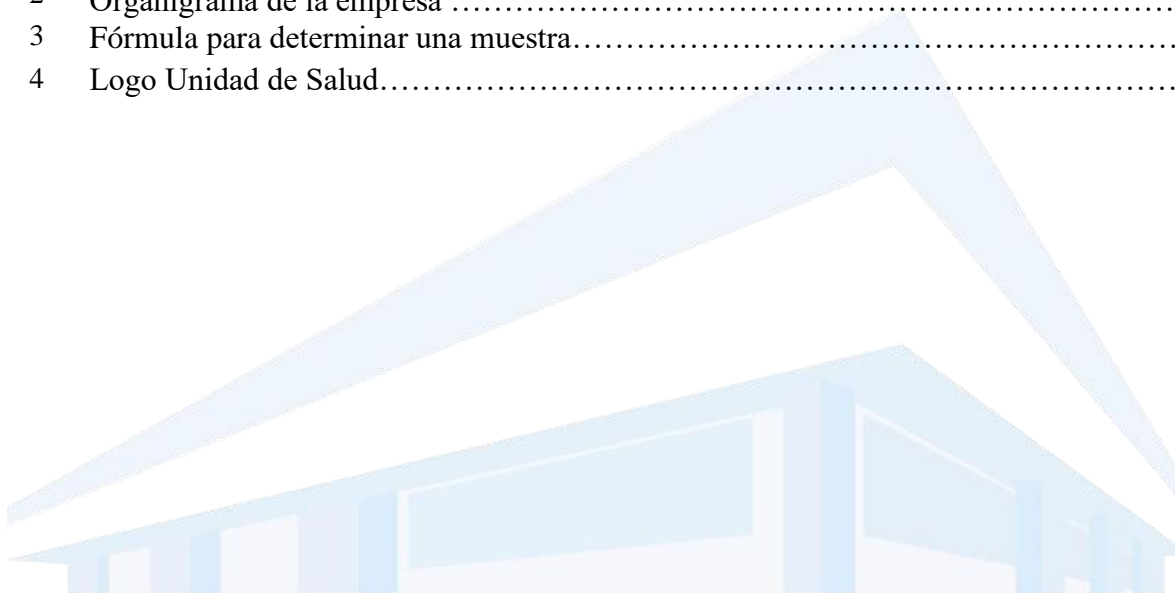 2 Organigrama de la empresa ……………………………………………………………………
3 Fórmula para determinar una muestra……………………………………………………
4 Logo Unidad de Salud……………………………………………………………………………